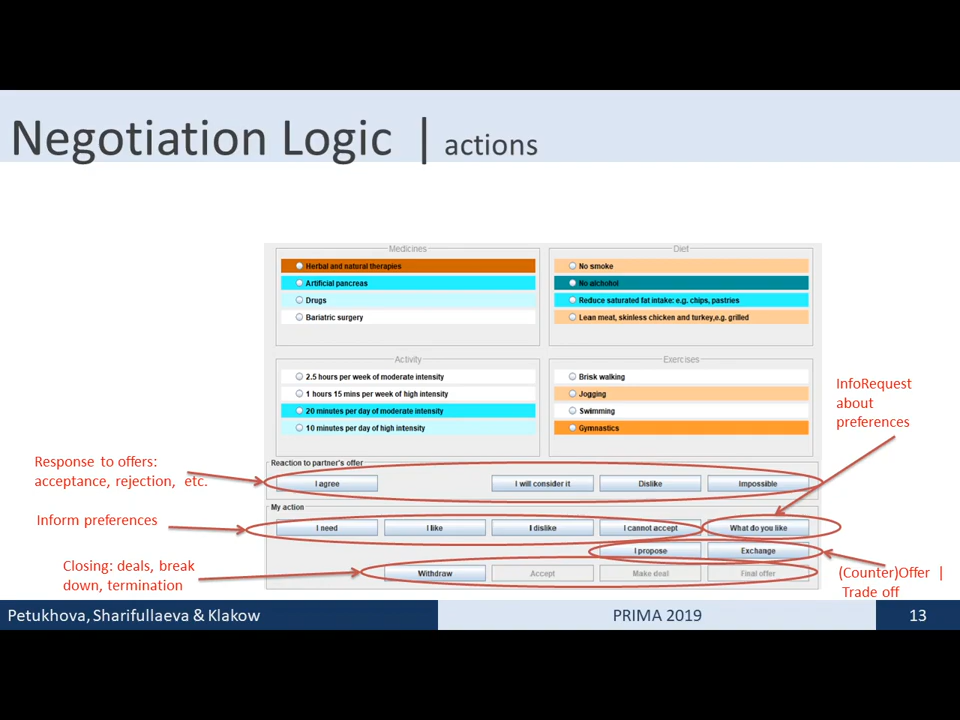 Negotiation Logic | actions
Medicines
Herbal and natural therapies
Artificial pancreas
Drugs
Bariatric surgery
Diet
No smoke
No alchohol
Reduce saturated fat intake: e.g. chips, pastries
Lean meat, skinless chicken and turkey,e.g. grilled
Activity
2.5 hours per week of moderate intensity
1 hours 15 mins per week of high intensity
20 minutes per day of moderate intensity
10 minutes per day of high intensity
Exercises
Brisk walking
Jogging
Swimming
Gymnastics
InfoRequest
about
preferences
Response to offers:
acceptance, rejection, etc.
Reaction to partner's offer
I agree
I will consider it
Dislike
Impossible
Inform preferences
My action
I need
I like
I dislike
I cannot accept
What do you like
I propose
Exchange
Closing: deals, break
down, termination
Withdraw
Accept
Make deal
Final offer
(Counter)Offer |
Trade off
Petukhova, Sharifullaeva & Klakow
PRIMA 2019
13